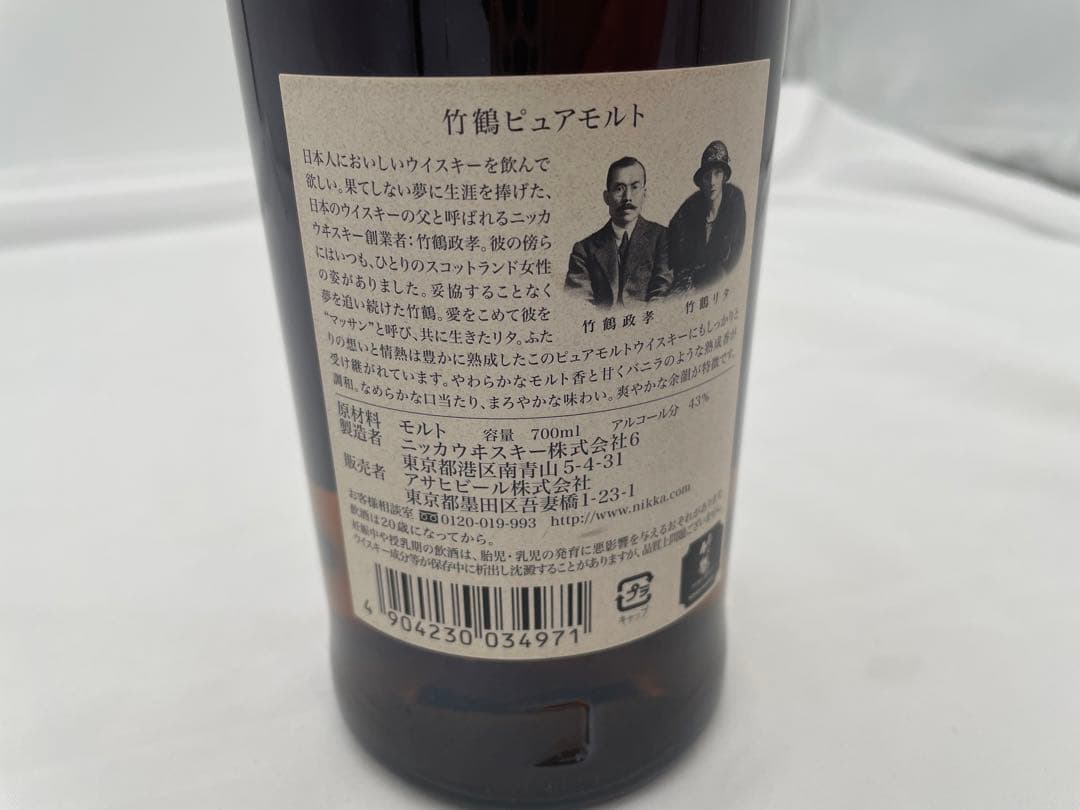 竹鶴ピュアモルト
日本人においしいウイスキーを飲んで
欲しい。果てしない夢に生涯を捧げた、
日本のウイスキーの父と呼ばれるニッカ
ウヰスキー創業者：竹鶴政孝。彼の傍ら
にはいつも、ひとりのスコットランド女性
の姿がありました。妥協することなく
夢を追い続けた竹鶴。愛をこめて彼を
“マッサン”と呼び、共に生きたリタ。ふた
りの想いと情熱は豊かに熟成したこのピュアモルトウイスキーにもしっかりと
受け継がれています。やわらかなモルト香と甘くバニラのような熟成香が
調和。なめらかな口当たり、まろやかな味わい。爽やかな余韻が特徴です。
竹鶴政孝
竹鶴リタ
原材料 モルト 容量 700ml アルコール分 43%
製造者 ニッカウヰスキー株式会社6
東京都港区南青山5-4-31
販売者 アサヒビール株式会社
東京都墨田区吾妻橋1-23-1
お客様相談室 0120-019-993 http://www.nikka.com
飲酒は20歳になってから。
妊娠中や授乳期の飲酒は、胎児・乳児の発育に悪影響を与えるおそれがあります。
ウイスキー成分等が保存中に析出し沈澱することがありますが、品質上問題ございません。
4 904230 034971
プラ
キャップ